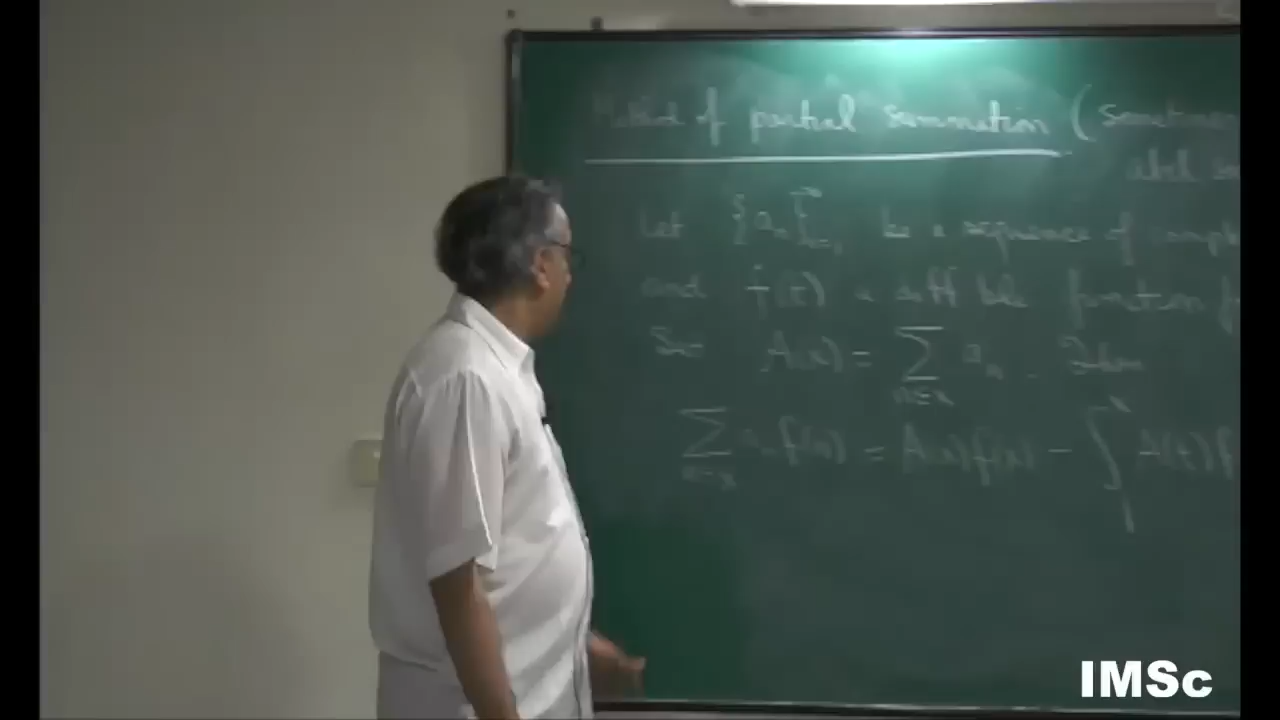 Method of partial summation (Sometimes
Let {aₙ}ₙ₌₁^∞ be a sequence of
and f(t) a diff'ble function
Set A(x) = ∑_{n≤x} aₙ. Then
∑_{n≤x} aₙ f(n) = A(x)f(x) − ∫₁ˣ A(t)f
IMSc